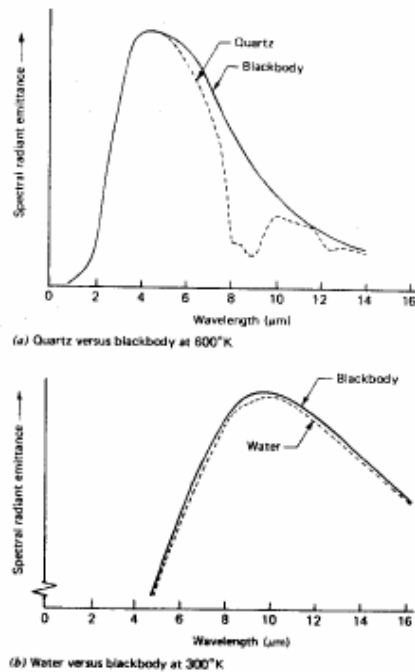 Spectral radiant emittance
Quartz
Blackbody
0 2 4 6 8 10 12 14
Wavelength (μm)
(a) Quartz versus blackbody at 600°K
Spectral radiant emittance
Blackbody
Water
0 2 4 6 8 10 12 14 16
Wavelength (μm)
(b) Water versus blackbody at 300°K